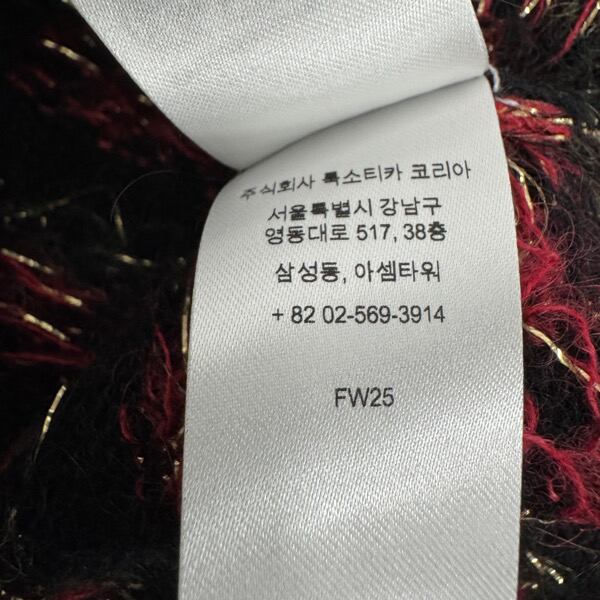 주식회사 룩소티카 코리아
서울특별시 강남구
영동대로 517, 38층
삼성동, 아셈타워
+ 82 02-569-3914
FW25